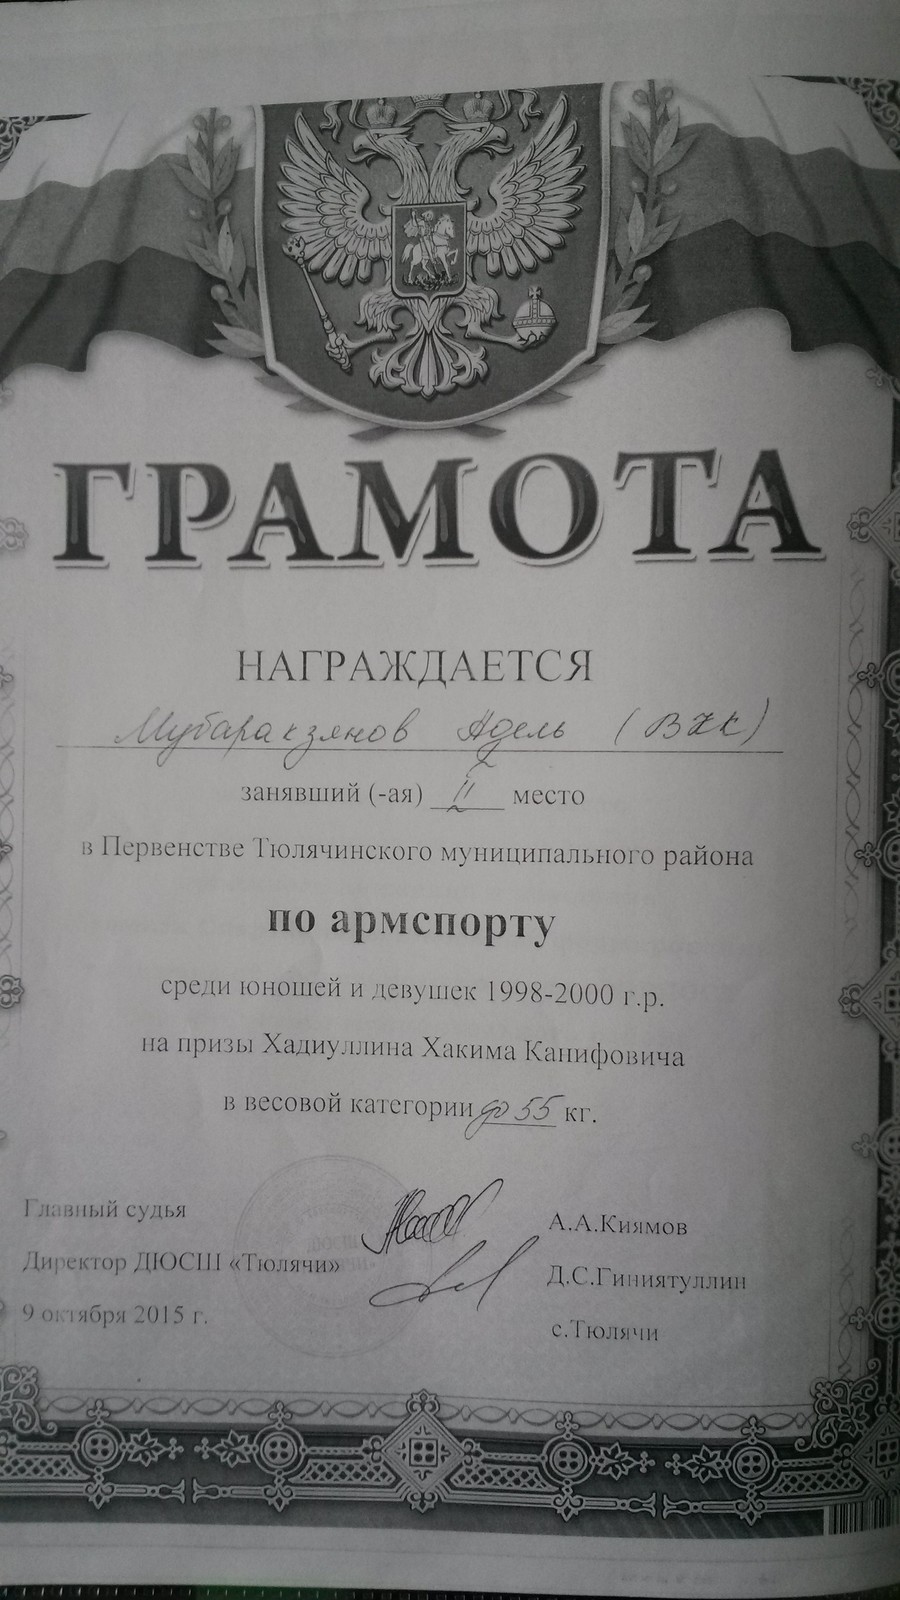 ГРАМОТА
НАГРАЖДАЕТСЯ
Мубаракзянов Адель (ВКК)
занявший (-ая) II место
в Первенстве Тюлячинского муниципального района
по армспорту
среди юношей и девушек 1998-2000 г.р.
на призы Хадиуллина Хакима Канифовича
в весовой категории до 55 кг.
Главный судья А.А.Киямов
Директор ДЮСШ «Тюлячи» Д.С.Гиниятуллин
9 октября 2015 г. с.Тюлячи